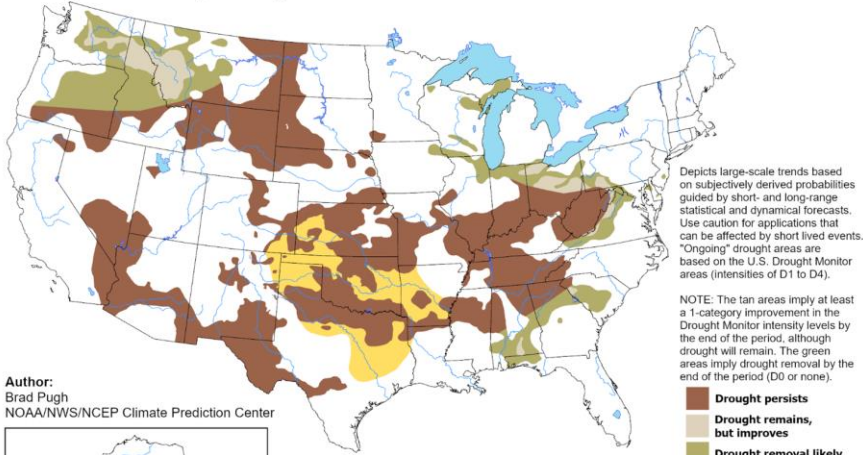 Depicts large-scale trends based
on subjectively derived probabilities
guided by short- and long-range
statistical and dynamical forecasts.
Use caution for applications that
can be affected by short lived events.
"Ongoing" drought areas are
based on the U.S. Drought Monitor
areas (intensities of D1 to D4).
NOTE: The tan areas imply at least
a 1-category improvement in the
Drought Monitor intensity levels by
the end of the period, although
drought will remain. The green
areas imply drought removal by the
end of the period (D0 or none).
Author:
Brad Pugh
NOAA/NWS/NCEP Climate Prediction Center
Drought persists
Drought remains,
but improves
Drought removal likely